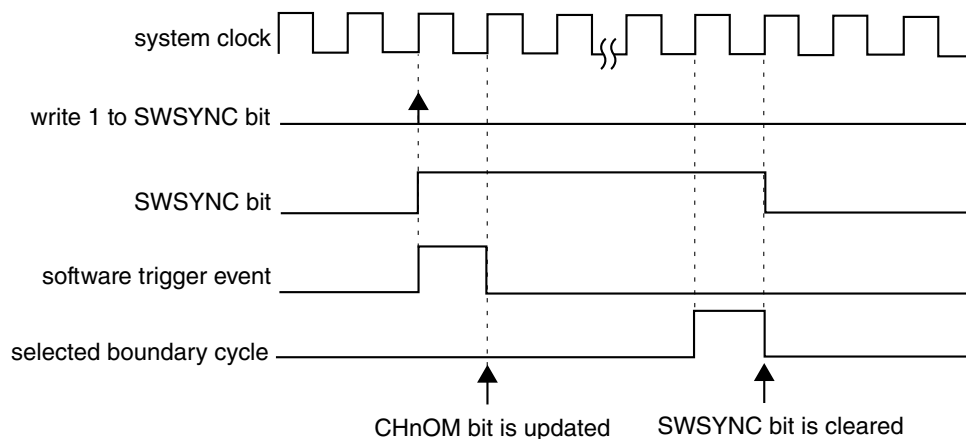 system clock
write 1 to SWSYNC bit
SWSYNC bit
software trigger event
selected boundary cycle
CHnOM bit is updated
SWSYNC bit is cleared